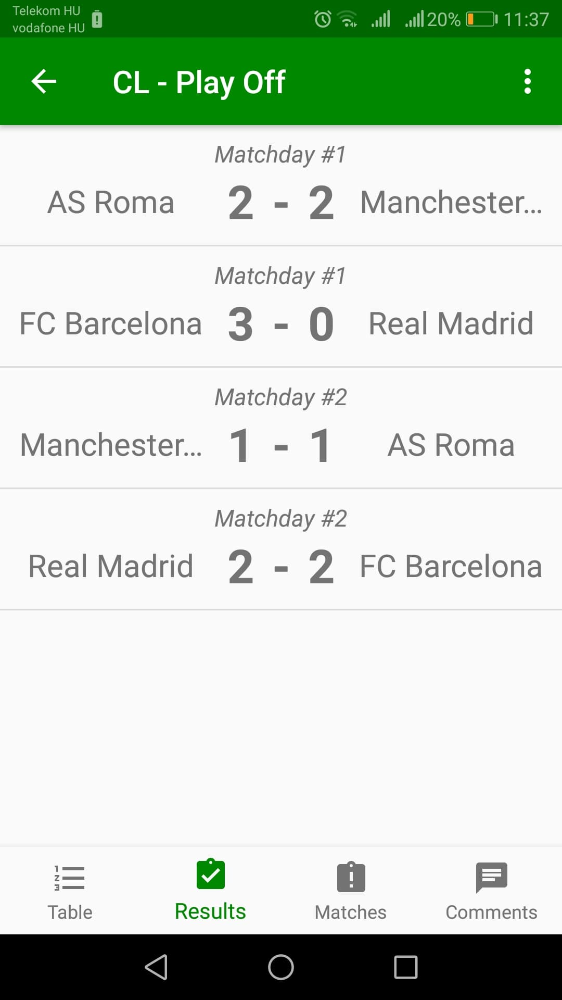 Telekom HU
vodafone HU
20% 11:37
CL - Play Off
Matchday #1
AS Roma 2 - 2 Manchester...
Matchday #1
FC Barcelona 3 - 0 Real Madrid
Matchday #2
Manchester... 1 - 1 AS Roma
Matchday #2
Real Madrid 2 - 2 FC Barcelona
Table Results Matches Comments